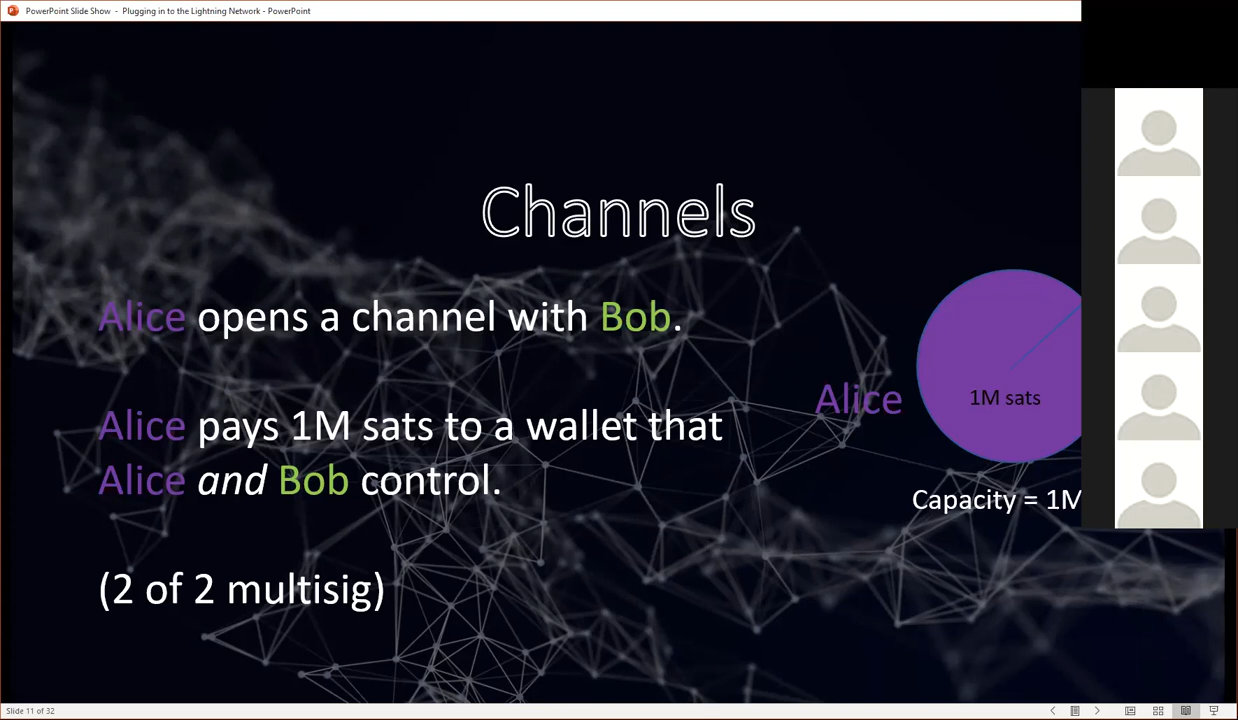 PowerPoint Slide Show - Plugging in to the Lightning Network - PowerPoint
Channels
Alice opens a channel with Bob.
Alice pays 1M sats to a wallet that
Alice and Bob control.
(2 of 2 multisig)
Alice
1M sats
Capacity = 1M
Slide 11 of 32